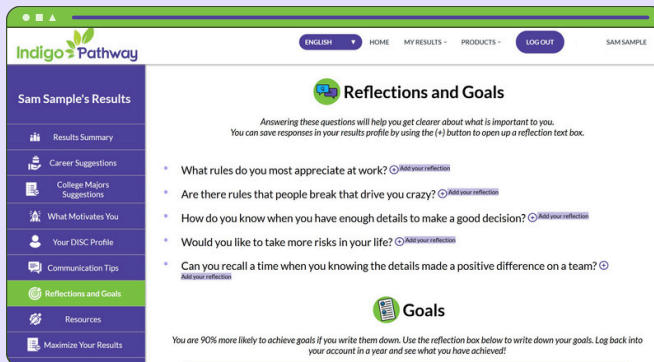 Indigo Pathway
ENGLISH ▼ HOME MY RESULTS - PRODUCTS - LOG OUT SAM SAMPLE
Sam Sample's Results
Results Summary
Career Suggestions
College Majors
Suggestions
What Motivates You
Your DISC Profile
Communication Tips
Reflections and Goals
Resources
Maximize Your Results
Reflections and Goals
Answering these questions will help you get clearer about what is important to you.
You can save responses in your results profile by using the (+) button to open up a reflection text box.
What rules do you most appreciate at work? Add your reflection
Are there rules that people break that drive you crazy? Add your reflection
How do you know when you have enough details to make a good decision? Add your reflection
Would you like to take more risks in your life? Add your reflection
Can you recall a time when you knowing the details made a positive difference on a team?
Add your reflection
Goals
You are 90% more likely to achieve goals if you write them down. Use the reflection box below to write down your goals. Log back into
your account in a year and see what you have achieved!